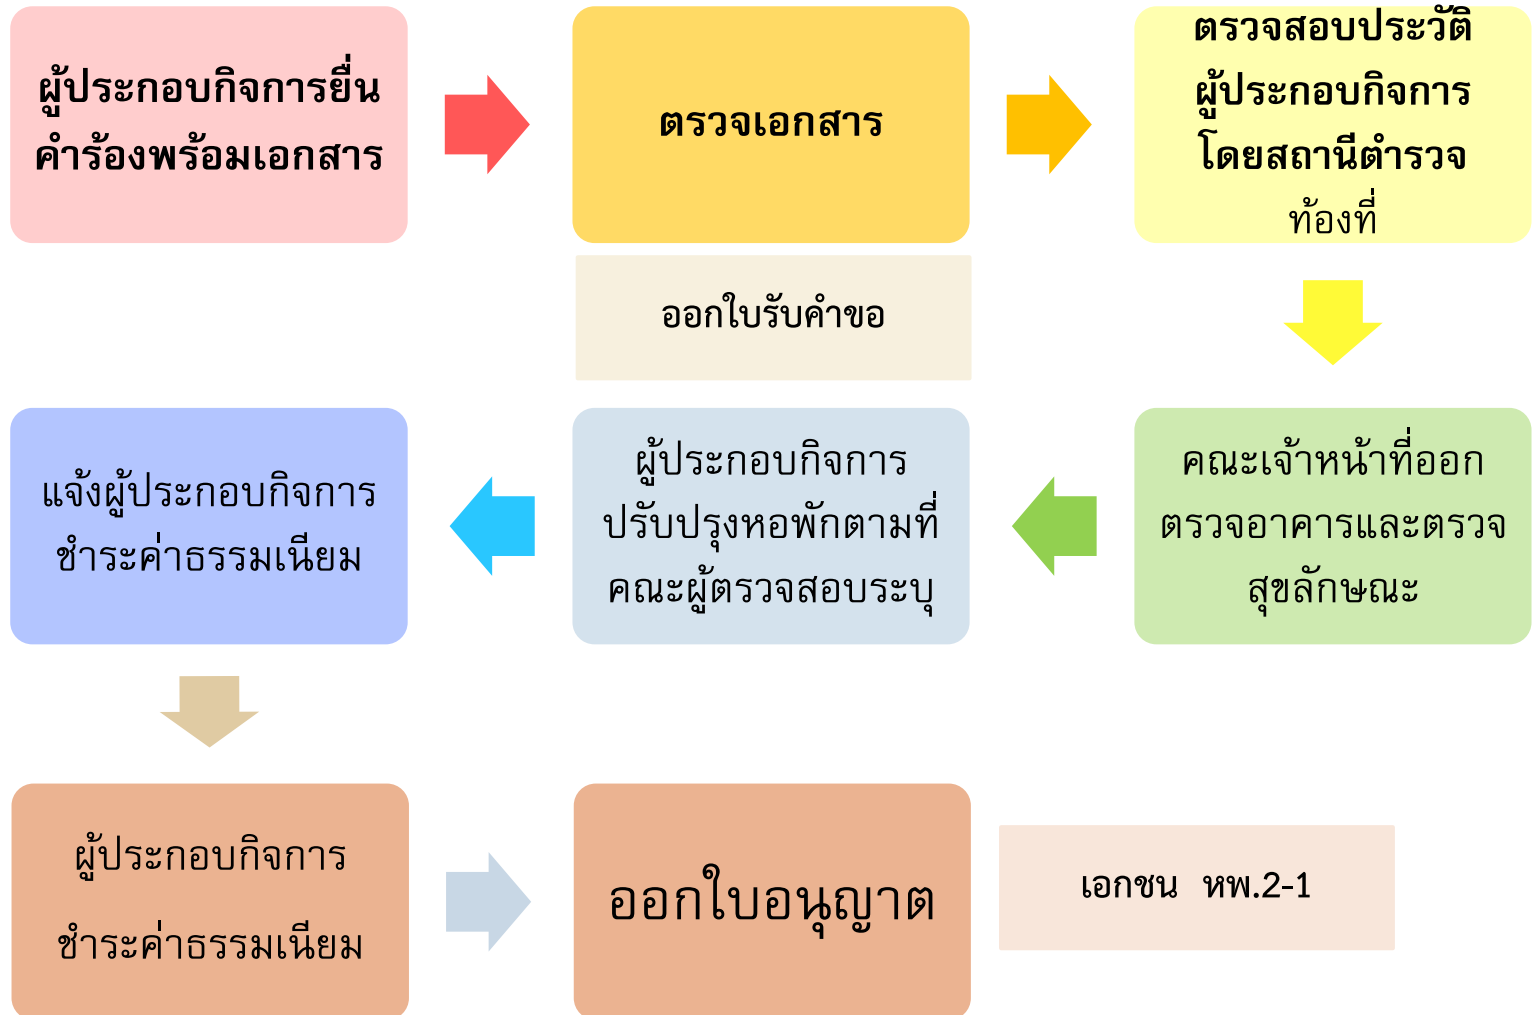 ผู้ประกอบกิจการยื่น
คำร้องพร้อมเอกสาร
ตรวจเอกสาร
ตรวจสอบประวัติ
ผู้ประกอบกิจการ
โดยสถานีตำรวจ
ท้องที่
ออกใบรับคำขอ
คณะเจ้าหน้าที่ออก
ตรวจอาคารและตรวจ
สุขลักษณะ
ผู้ประกอบกิจการ
ปรับปรุงหอพักตามที่
คณะผู้ตรวจสอบระบุ
แจ้งผู้ประกอบกิจการ
ชำระค่าธรรมเนียม
ผู้ประกอบกิจการ
ชำระค่าธรรมเนียม
ออกใบอนุญาต
เอกชน หพ.2-1